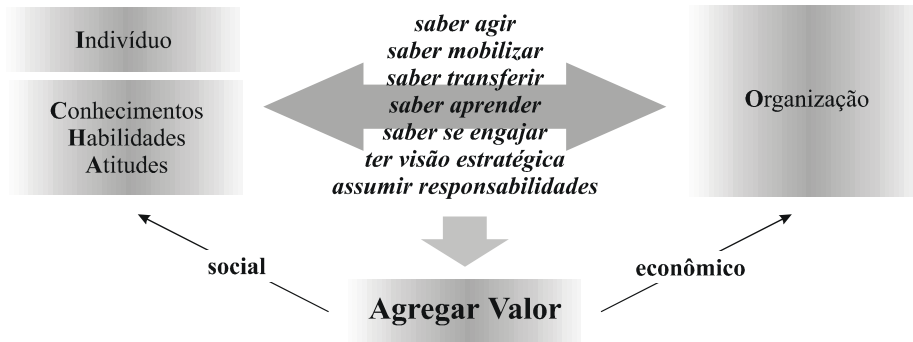 Indivíduo
Conhecimentos
Habilidades
Atitudes
saber agir
saber mobilizar
saber transferir
saber aprender
saber se engajar
ter visão estratégica
assumir responsabilidades
Organização
social
econômico
Agregar Valor